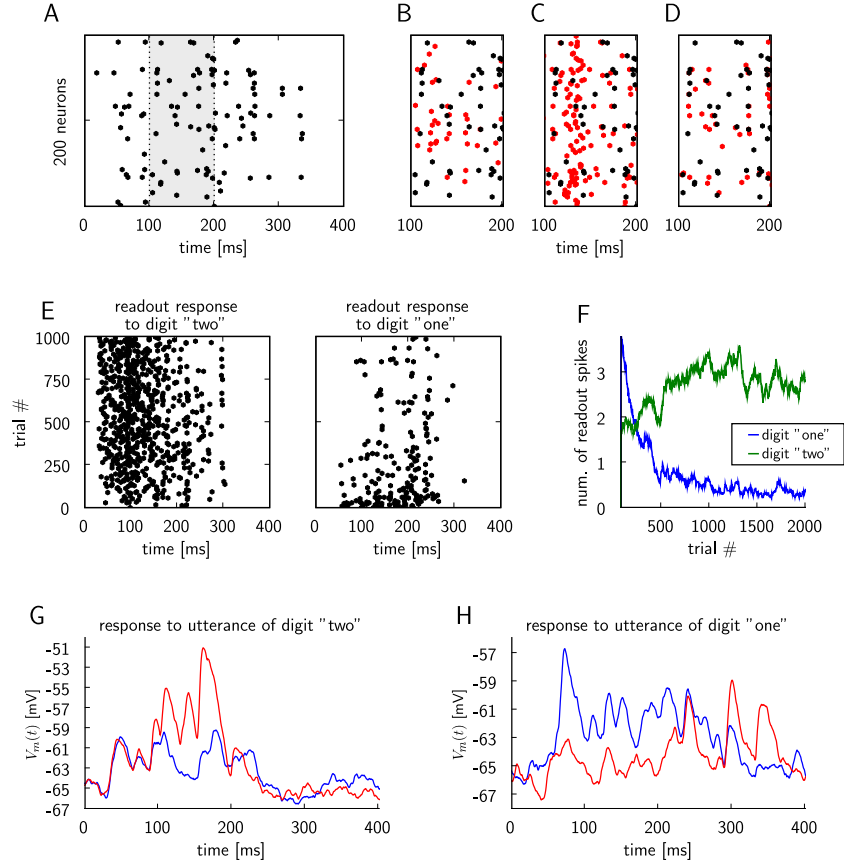 A
B
C
D
200 neurons
0
100
200
300
400
time [ms]
100
200
time [ms]
100
200
time [ms]
100
200
time [ms]
E
readout response
to digit "two"
readout response
to digit "one"
F
1000
750
500
250
0
trial #
0
100
200
300
400
time [ms]
0
100
200
300
400
time [ms]
num. of readout spikes
3
2
1
0
digit "one"
digit "two"
500
1000
1500
2000
trial #
G
response to utterance of digit "two"
H
response to utterance of digit "one"
V_m(t) [mV]
-51
-53
-55
-57
-59
-61
-63
-65
-67
0
100
200
300
400
time [ms]
V_m(t) [mV]
-57
-59
-61
-63
-65
-67
0
100
200
300
400
time [ms]